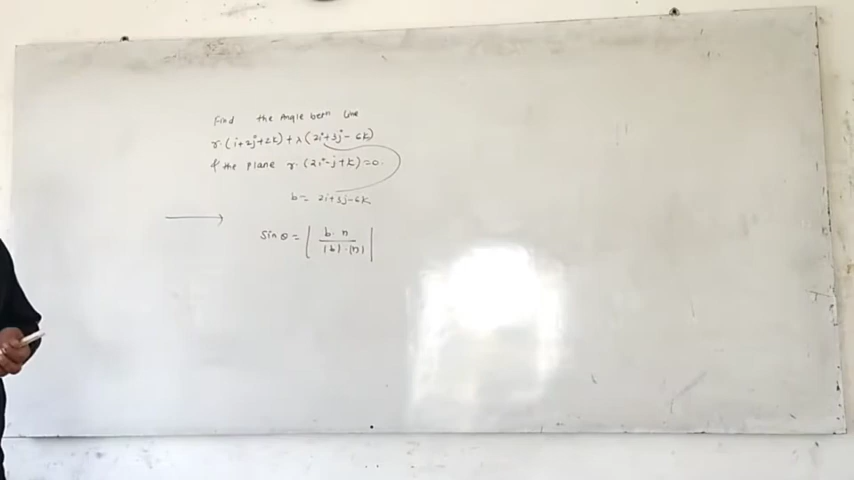 Find the Angle betn line
r.(i+2j+2k)+λ(2i+3j-6k)
& the plane r.(2i-j+k)=0.
b= 2i+3j-6k
sin θ = | b.n / |b|.|n| |